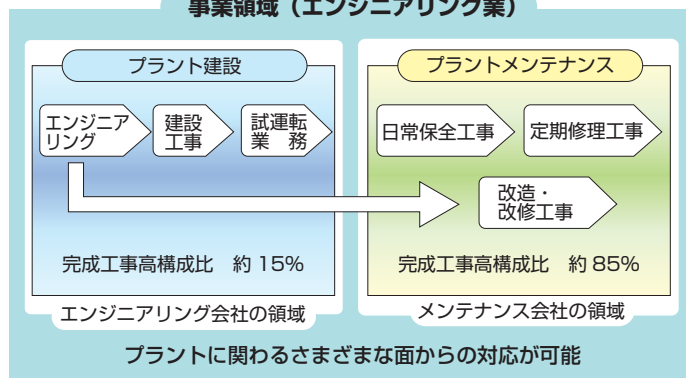 事業領域（エンジニアリング業）
プラント建設
エンジニア
リング
建設
工事
試運転
業　務
完成工事高構成比　約15%
エンジニアリング会社の領域
プラントメンテナンス
日常保全工事
定期修理工事
改造・
改修工事
完成工事高構成比　約85%
メンテナンス会社の領域
プラントに関わるさまざまな面からの対応が可能